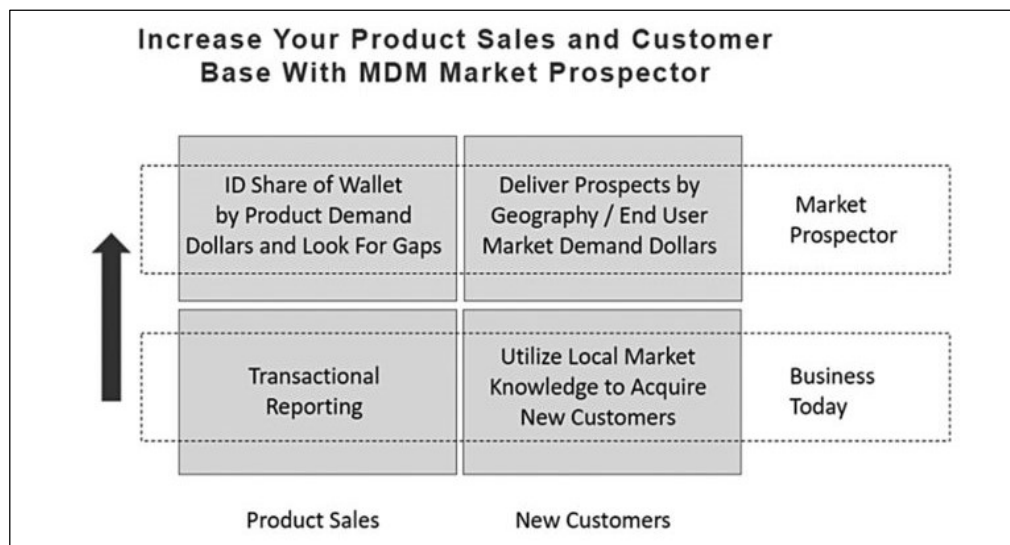 Increase Your Product Sales and Customer
Base With MDM Market Prospector
ID Share of Wallet
by Product Demand
Dollars and Look For Gaps
Deliver Prospects by
Geography / End User
Market Demand Dollars
Market
Prospector
Transactional
Reporting
Utilize Local Market
Knowledge to Acquire
New Customers
Business
Today
Product Sales
New Customers